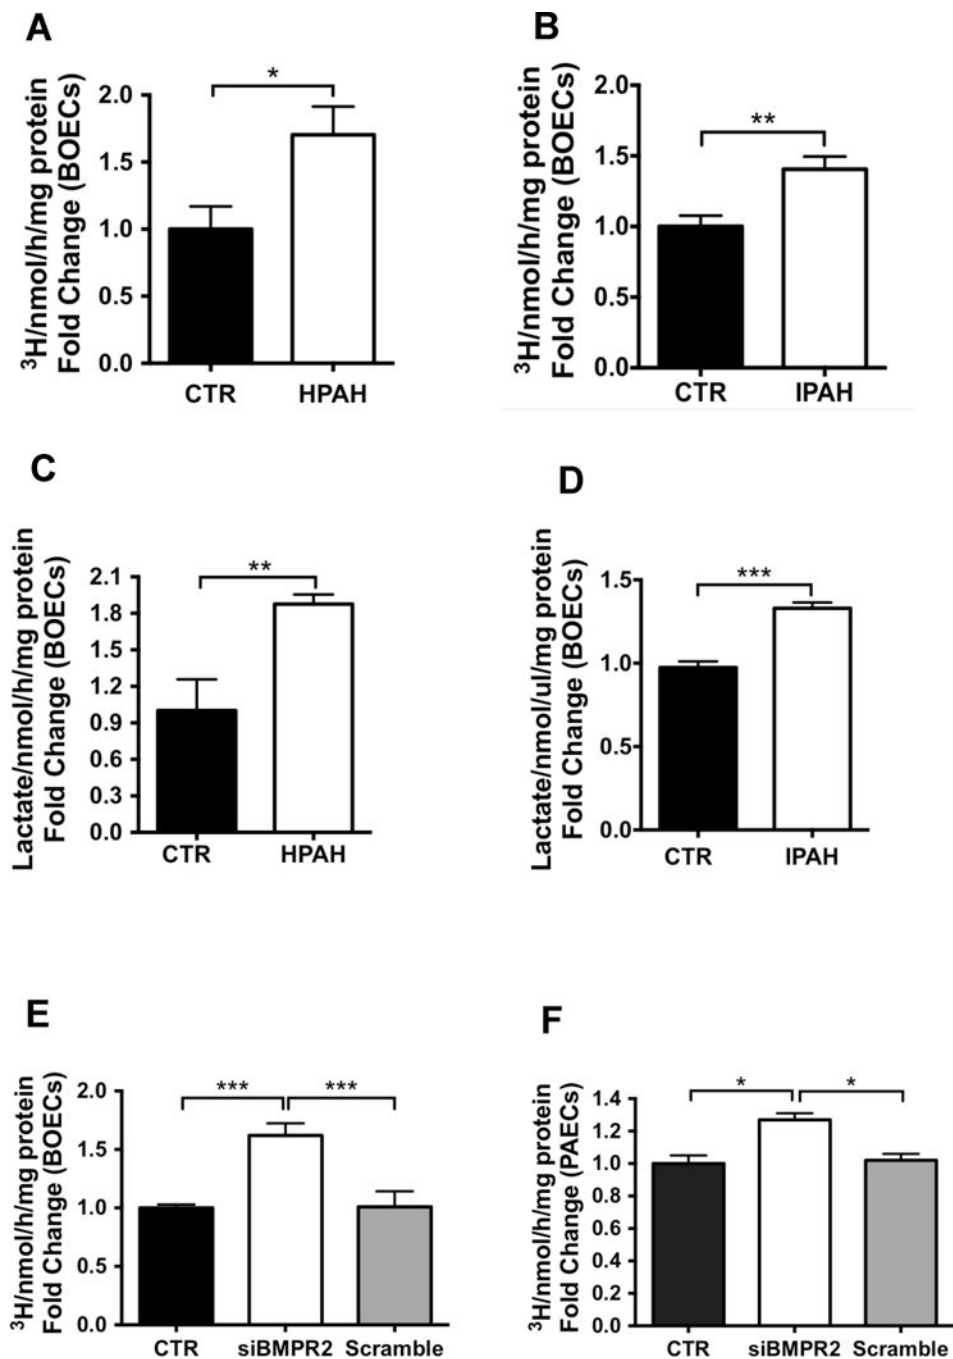 A
³H/nmol/h/mg protein
Fold Change (BOECs)
2.0
1.5
1.0
0.5
0.0
*
CTR
HPAH
B
³H/nmol/h/mg protein
Fold Change (BOECs)
2.0
1.5
1.0
0.5
0.0
**
CTR
IPAH
C
Lactate/nmol/h/mg protein
Fold Change (BOECs)
2.1
1.8
1.5
1.2
0.9
0.6
0.3
0.0
**
CTR
HPAH
D
Lactate/nmol/ul/mg protein
Fold Change (BOECs)
1.5
1.0
0.5
0.0
***
CTR
IPAH
E
³H/nmol/h/mg protein
Fold Change (BOECs)
2.0
1.5
1.0
0.5
0.0
***
***
CTR
siBMPR2
Scramble
F
³H/nmol/h/mg protein
Fold Change (PAECs)
1.4
1.2
1.0
0.8
0.6
0.4
0.2
0.0
*
*
CTR
siBMPR2
Scramble